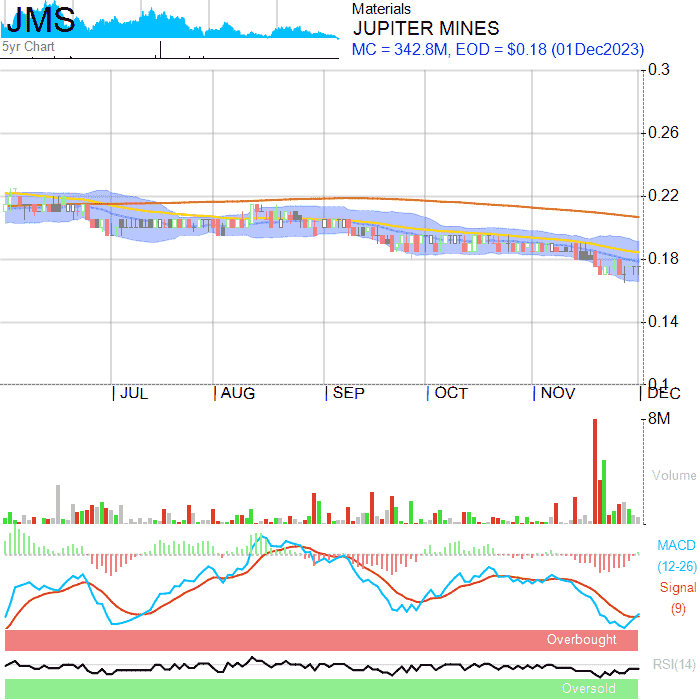 JMS
5yr Chart
Materials
JUPITER MINES
MC = 342.8M, EOD = $0.18 (01Dec2023)
0.3
0.26
0.22
0.18
0.14
0.1
JUL AUG SEP OCT NOV DEC
8M
Volume
MACD
(12-26)
Signal
(9)
Overbought
RSI(14)
Oversold